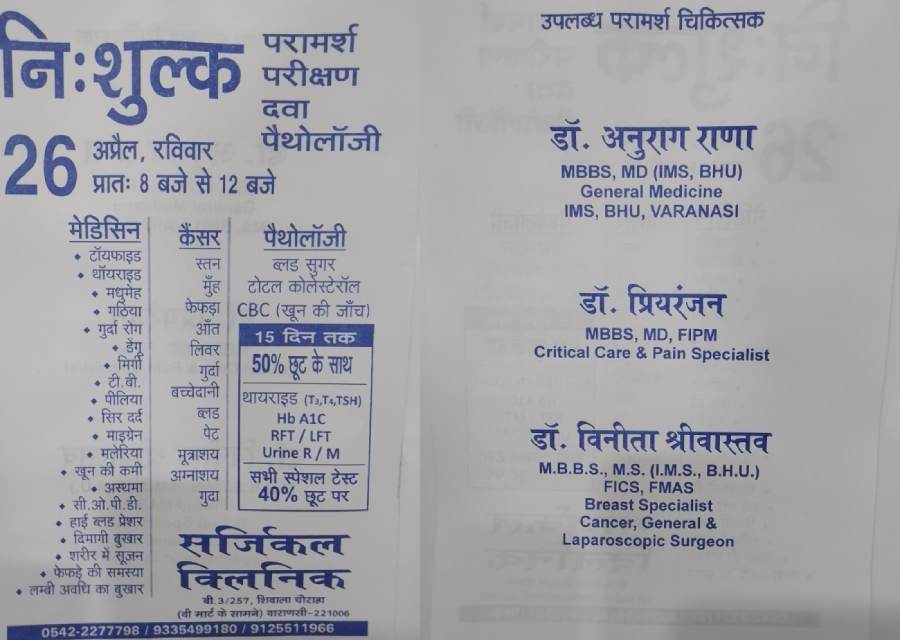 नि:शुल्क
परामर्श
परीक्षण
दवा
पैथोलॉजी
26 अप्रैल, रविवार
प्रातः 8 बजे से 12 बजे
मेडिसिन
• टॉयफाइड
• थॉयराइड
• मधुमेह
• गठिया
• गुर्दा रोग
• डेंगू
• मिर्गी
• टी.बी.
• पीलिया
• सिर दर्द
• माइग्रेन
• मलेरिया
• खून की कमी
• अस्थमा
• सी.ओ.पी.डी.
• हाई ब्लड प्रेशर
• दिमागी बुखार
• शरीर में सूजन
• फेफड़े की समस्या
• लम्बी अवधि का बुखार
कैंसर
स्तन
मुँह
फेफड़ा
आँत
लिवर
गुर्दा
बच्चेदानी
ब्लड
पेट
मूत्राशय
अग्नाशय
गुदा
पैथोलॉजी
ब्लड सुगर
टोटल कोलेस्टेरॉल
CBC (खून की जाँच)
15 दिन तक
50% छूट के साथ
थायराइड (T3,T4,TSH)
Hb A1C
RFT / LFT
Urine R / M
सभी स्पेशल टेस्ट
40% छूट पर
सर्जिकल
क्लिनिक
बी.3/257, शिवाला चौराहा
(वी मार्ट के सामने) वाराणसी-221006
0542-2277798 / 9335499180 / 9125511966
उपलब्ध परामर्श चिकित्सक
डॉ. अनुराग राणा
MBBS, MD (IMS, BHU)
General Medicine
IMS, BHU, VARANASI
डॉ. प्रियरंजन
MBBS, MD, FIPM
Critical Care & Pain Specialist
डॉ. विनीता श्रीवास्तव
M.B.B.S., M.S. (I.M.S., B.H.U.)
FICS, FMAS
Breast Specialist
Cancer, General &
Laparoscopic Surgeon